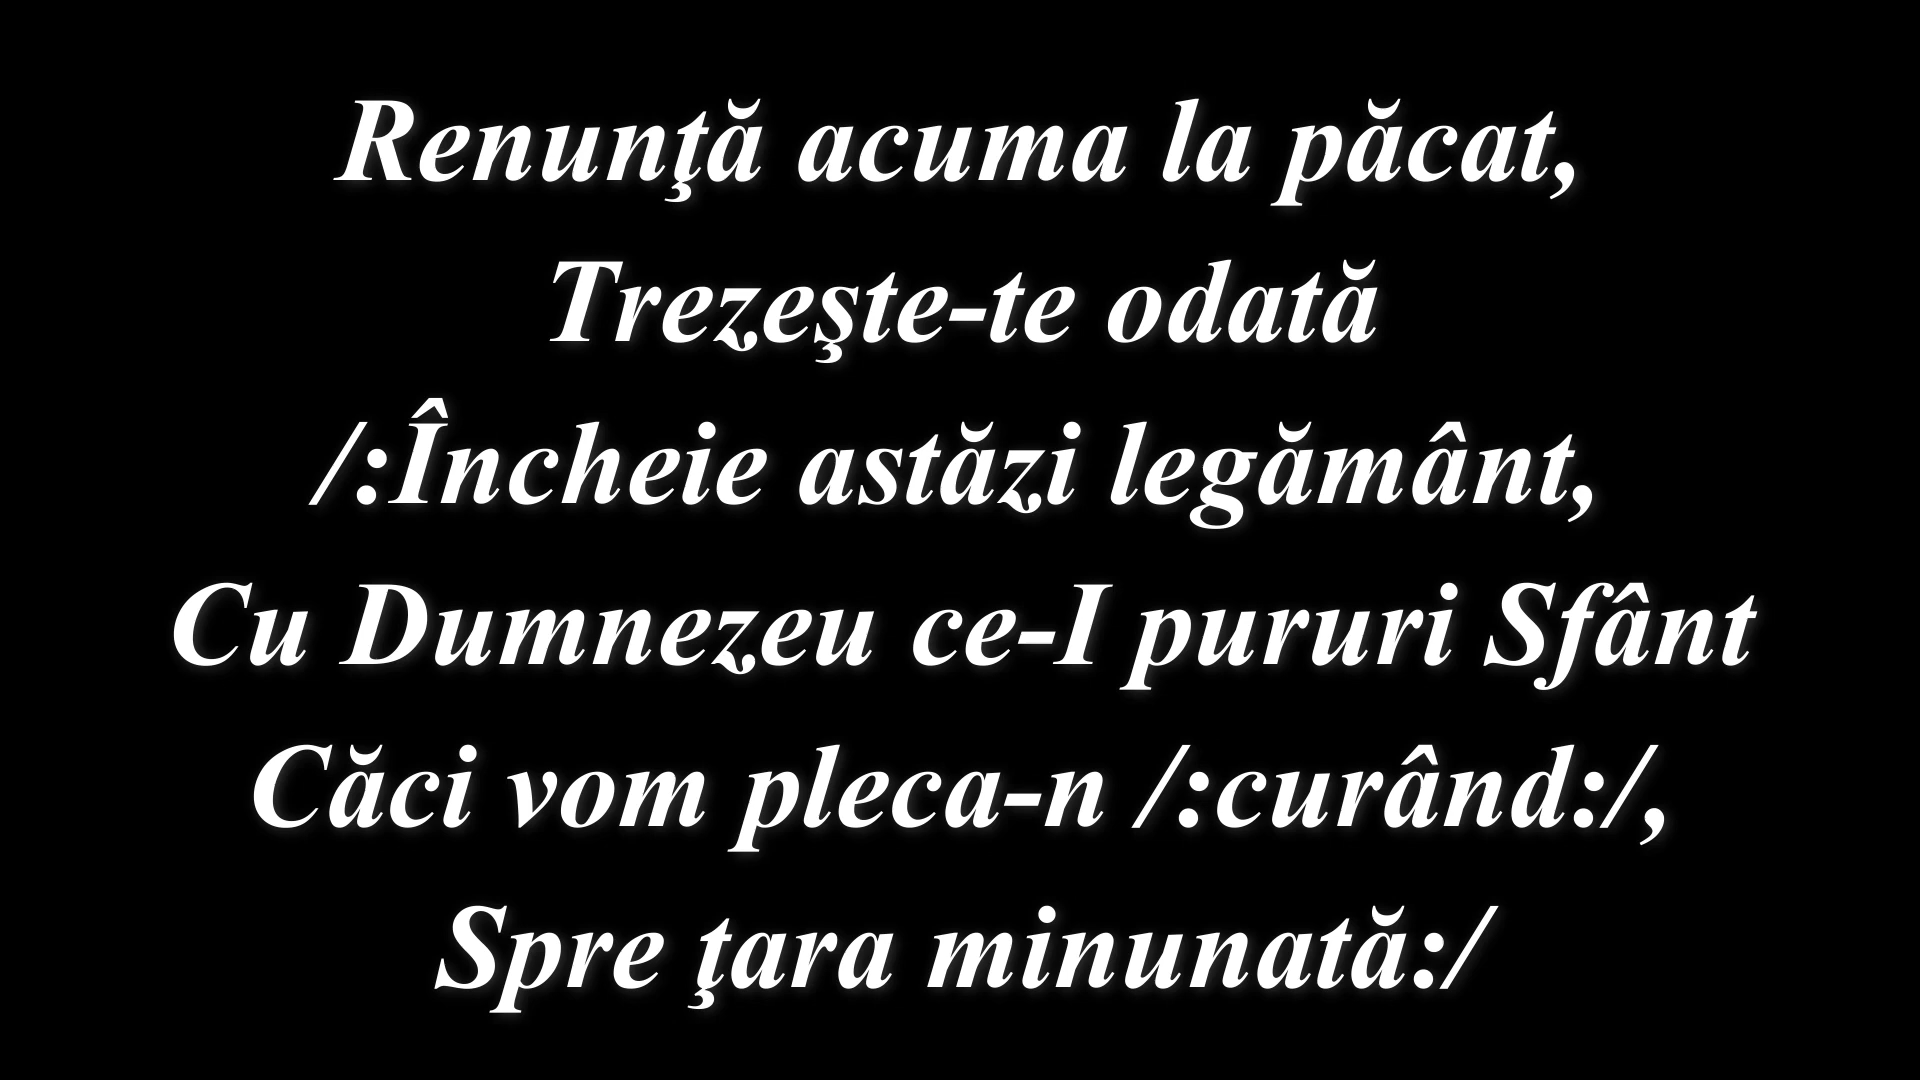 Renunţă acuma la păcat,
Trezeşte-te odată
/:Încheie astăzi legământ,
Cu Dumnezeu ce-I pururi Sfânt
Căci vom pleca-n /:curând:/,
Spre ţara minunată:/